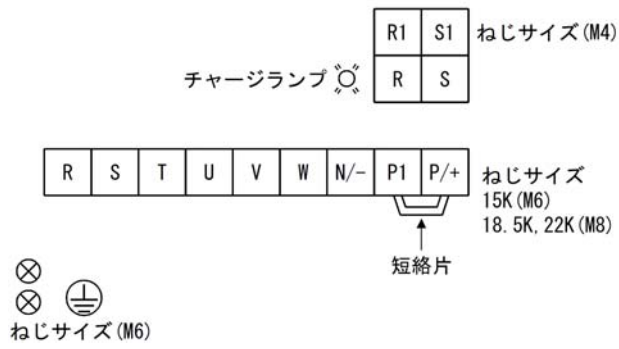 R1 S1 ねじサイズ(M4)
チャージランプ R S
R S T U V W N/- P1 P/+ ねじサイズ
15K(M6)
18.5K,22K(M8)
短絡片
ねじサイズ(M6)